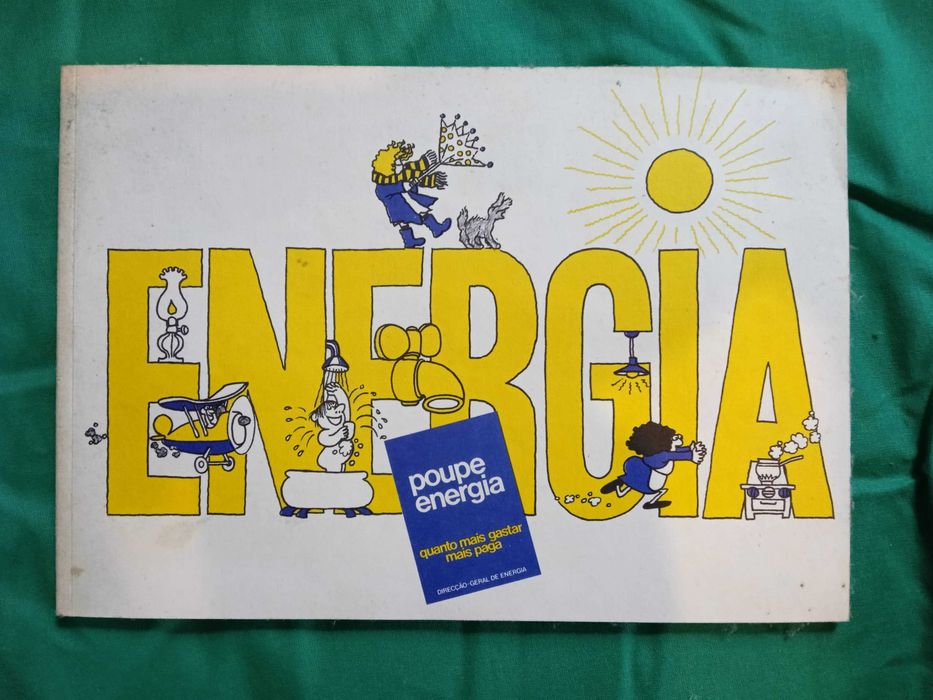 ENERGIA
poupe
energia
quanto mais gastar
mais paga
DIRECÇÃO-GERAL DE ENERGIA